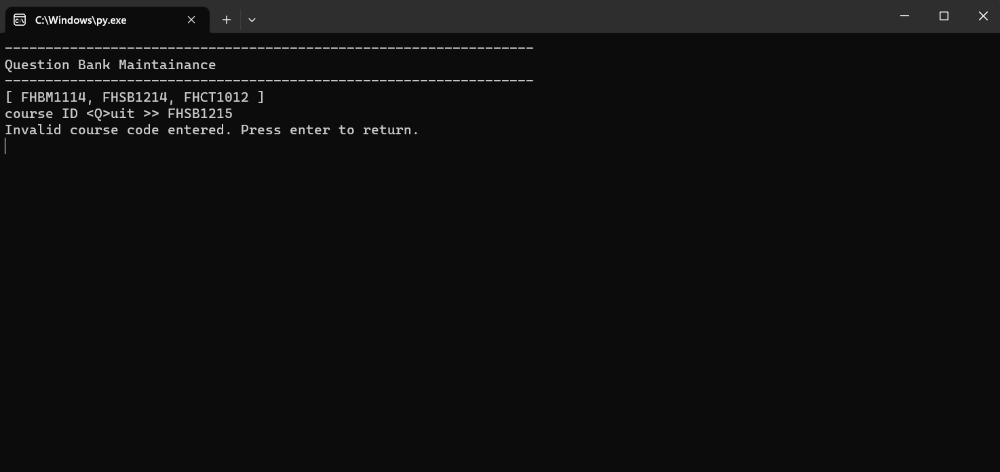 C:\Windows\py.exe
-----------------------------------------------------------------
Question Bank Maintainance
-----------------------------------------------------------------
[ FHBM1114, FHSB1214, FHCT1012 ]
course ID <Q>uit >> FHSB1215
Invalid course code entered. Press enter to return.